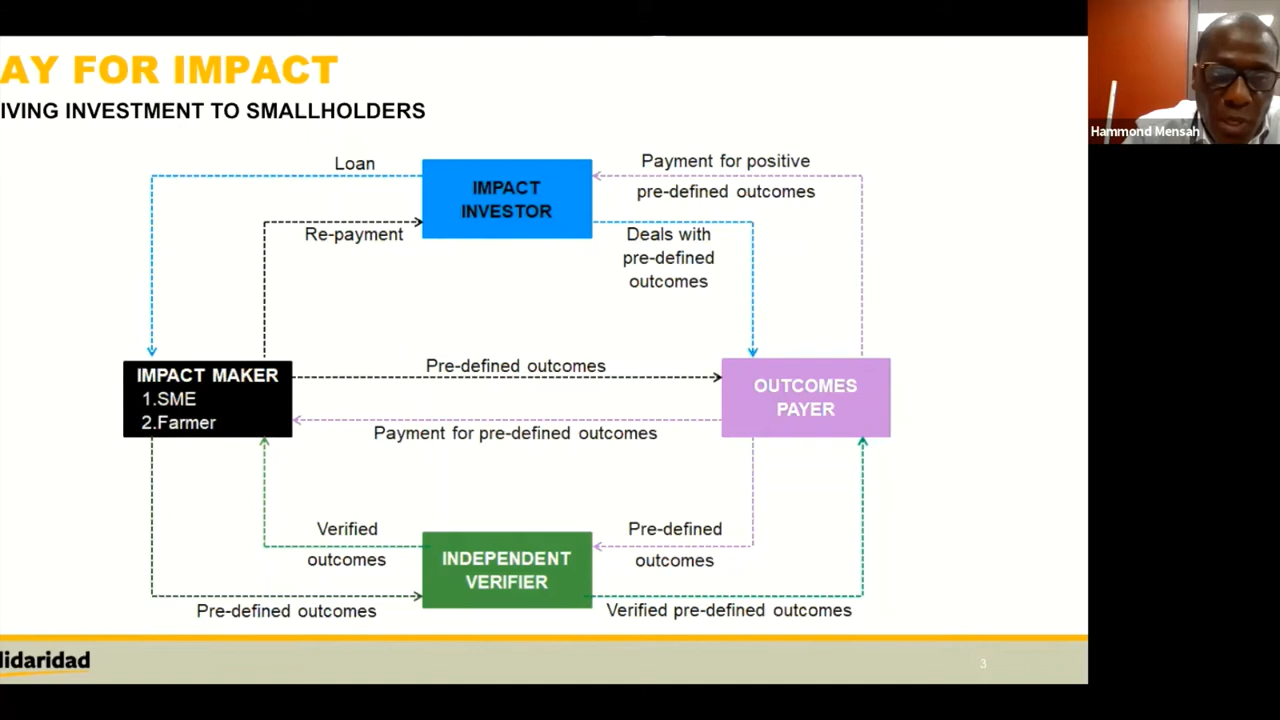 AY FOR IMPACT
IVING INVESTMENT TO SMALLHOLDERS
Hammond Mensah
Loan
IMPACT
INVESTOR
Payment for positive
pre-defined outcomes
Re-payment
Deals with
pre-defined
outcomes
IMPACT MAKER
1.SME
2.Farmer
Pre-defined outcomes
OUTCOMES
PAYER
Payment for pre-defined outcomes
Verified
outcomes
INDEPENDENT
VERIFIER
Pre-defined
outcomes
Pre-defined outcomes
Verified pre-defined outcomes
lidaridad
3